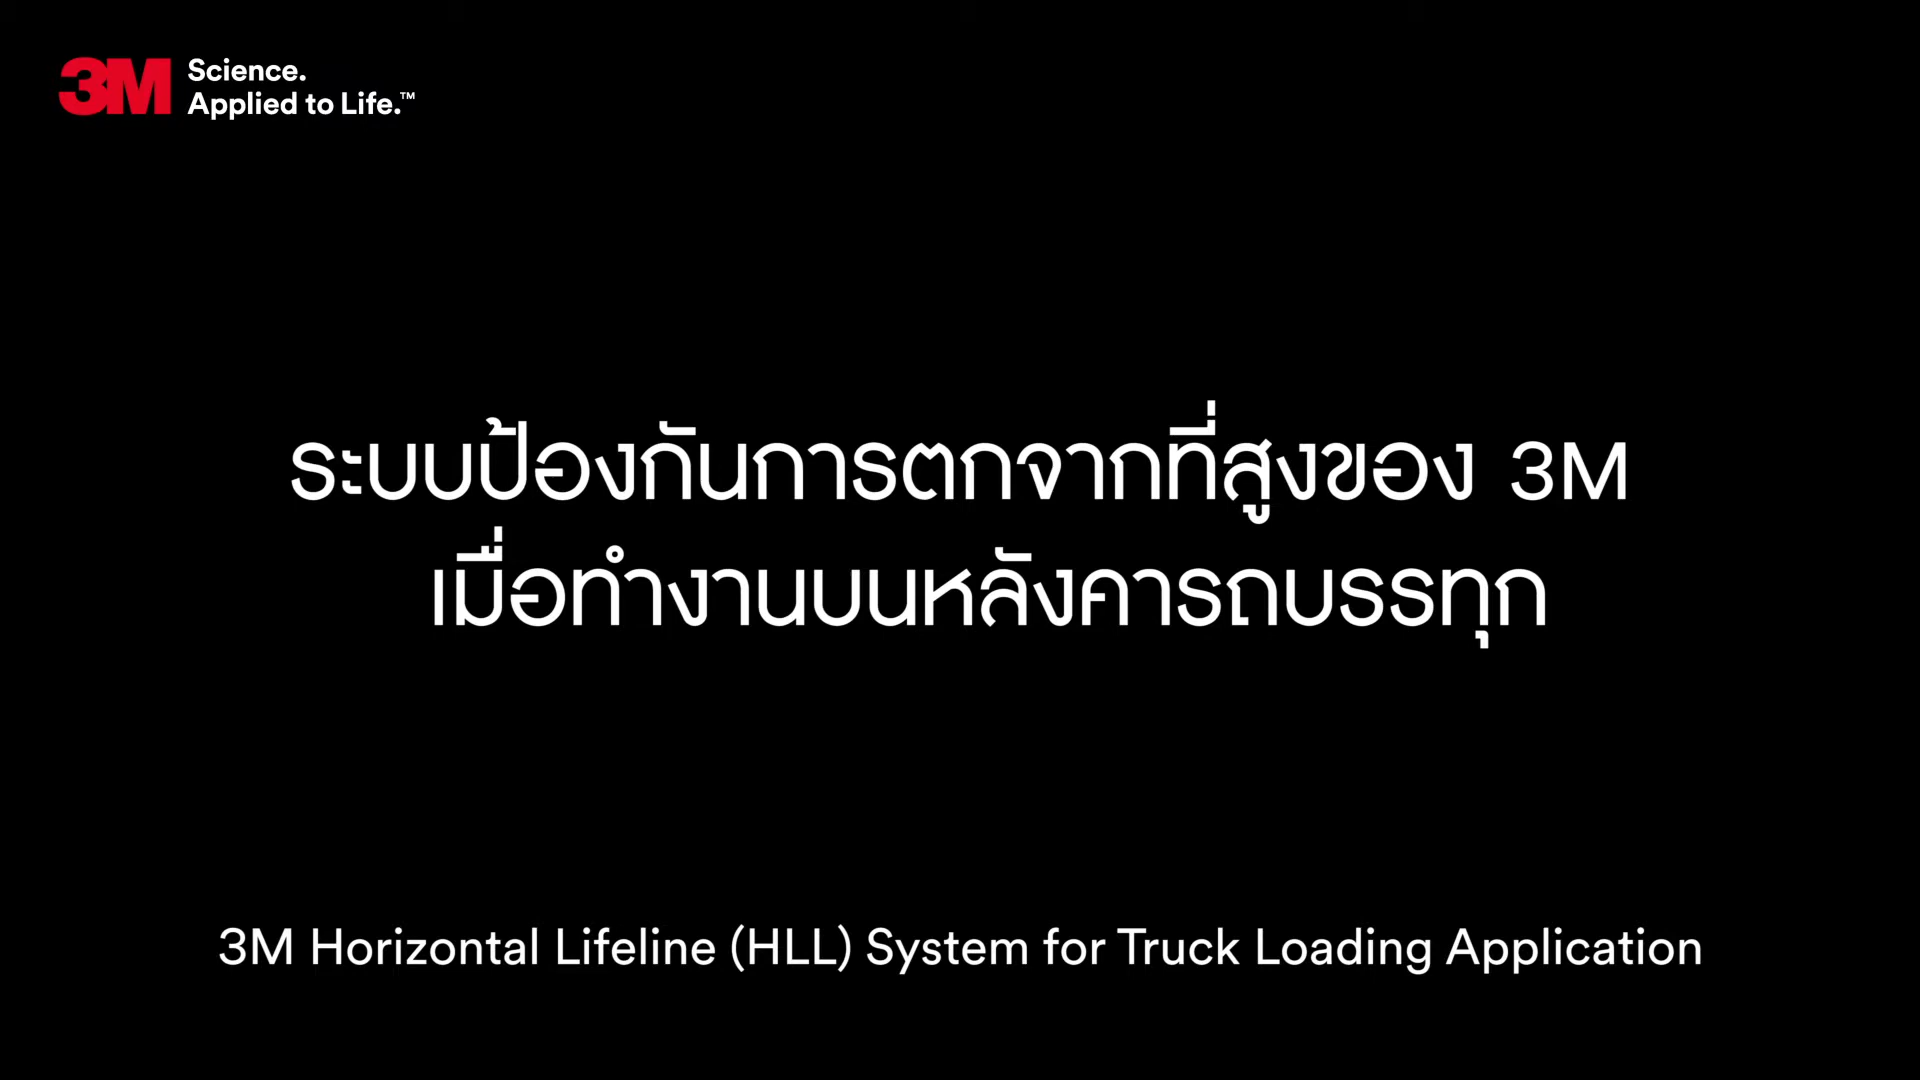 3M Science.
Applied to Life.™
ระบบป้องกันการตกจากที่สูงของ 3M
เมื่อทำงานบนหลังคารถบรรทุก
3M Horizontal Lifeline (HLL) System for Truck Loading Application